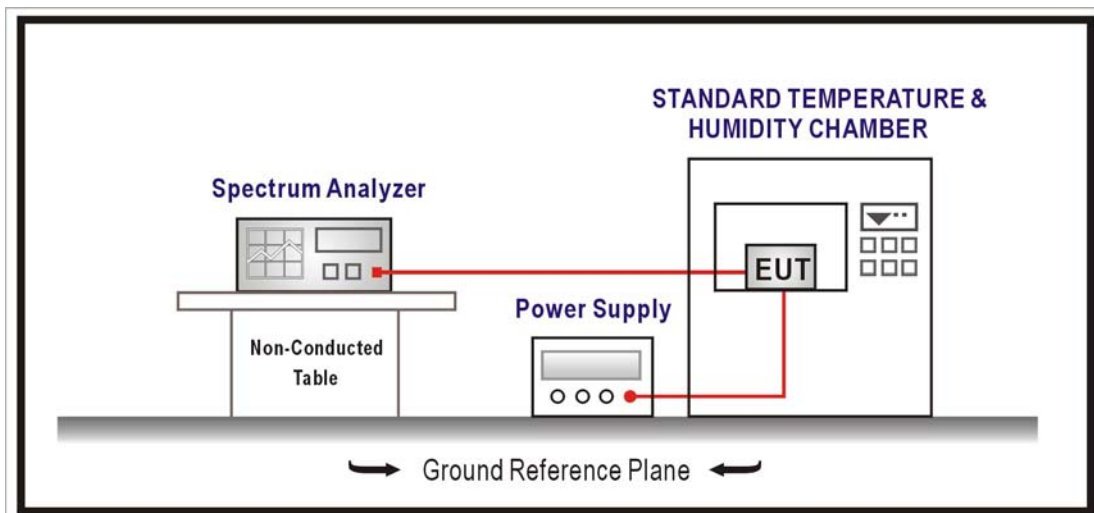 STANDARD TEMPERATURE &
HUMIDITY CHAMBER
Spectrum Analyzer
EUT
Power Supply
Non-Conducted
Table
Ground Reference Plane